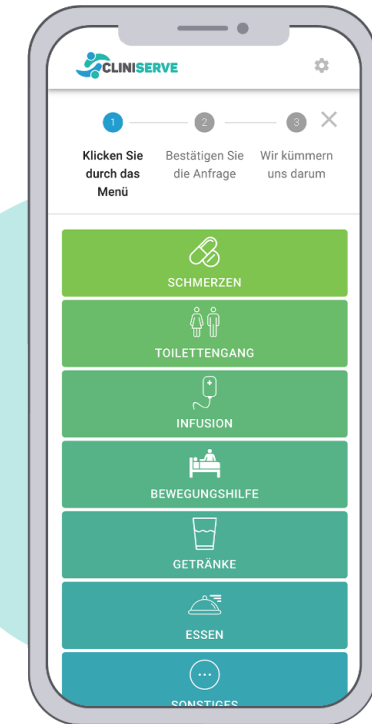 CLINISERVE
1
2
3
Klicken Sie durch das Menü
Bestätigen Sie die Anfrage
Wir kümmern uns darum
SCHMERZEN
TOILETTENGANG
INFUSION
BEWEGUNGSHILFE
GETRÄNKE
ESSEN
SONSTIGES